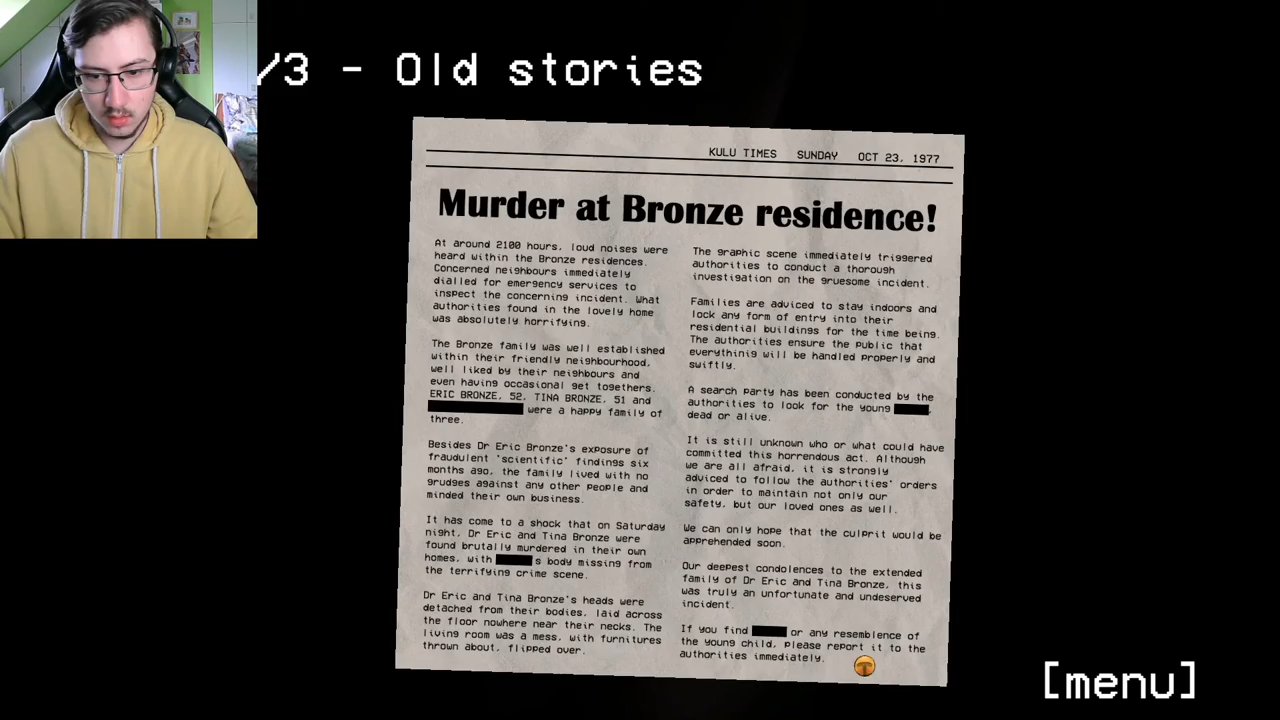 /3 - Old stories
KULU TIMES SUNDAY OCT 23, 1977
Murder at Bronze residence!
At around 2100 hours, loud noises were
heard within the Bronze residences.
Concerned neighbours immediately
dialled for emergency services to
inspect the concerning incident. What
authorities found in the lovely home
was absolutely horrifying.
The Bronze family was well established
within their friendly neighbourhood,
well liked by their neighbours and
even having occasional get togethers.
ERIC BRONZE, 52, TINA BRONZE, 51 and
were a happy family of
three.
Besides Dr Eric Bronze's exposure of
fraudulent 'scientific' findings six
months ago, the family lived with no
grudges against any other people and
minded their own business.
It has come to a shock that on Saturday
night, Dr Eric and Tina Bronze were
found brutally murdered in their own
homes, with s body missing from
the terrifying crime scene.
Dr Eric and Tina Bronze's heads were
detached from their bodies, laid across
the floor nowhere near their necks. The
living room was a mess, with furnitures
thrown about, flipped over.
The graphic scene immediately triggered
authorities to conduct a thorough
investigation on the gruesome incident.
Families are adviced to stay indoors and
lock any form of entry into their
residential buildings for the time being.
The authorities ensure the public that
everythinig will be handled properly and
swiftly.
A search party has been conducted by the
authorities to look for the young ,
dead or alive.
It is still unknown who or what could have
committed this horrendous act. Although
we are all afraid, it is strongly
adviced to follow the authorities' orders
in order to maintain not only our
safety, but our loved ones as well.
We can only hope that the culprit would be
apprehended soon.
Our deepest condolences to the extended
family of Dr Eric and Tina Bronze, this
was truly an unfortunate and undeserved
incident.
If you find or any resemblence of
the young child, please report it to the
authorities immediately.
[menu]